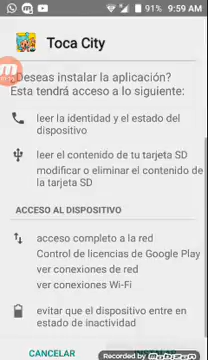 91% 9:59 AM
Toca City
¿Deseas instalar la aplicación?
Esta tendrá acceso a lo siguiente:
leer la identidad y el estado del
dispositivo
leer el contenido de tu tarjeta SD
modificar o eliminar el contenido de
la tarjeta SD
ACCESO AL DISPOSITIVO
acceso completo a la red
Control de licencias de Google Play
ver conexiones de red
ver conexiones Wi-Fi
evitar que el dispositivo entre en
estado de inactividad
CANCELAR
Recorded by
Mobizen